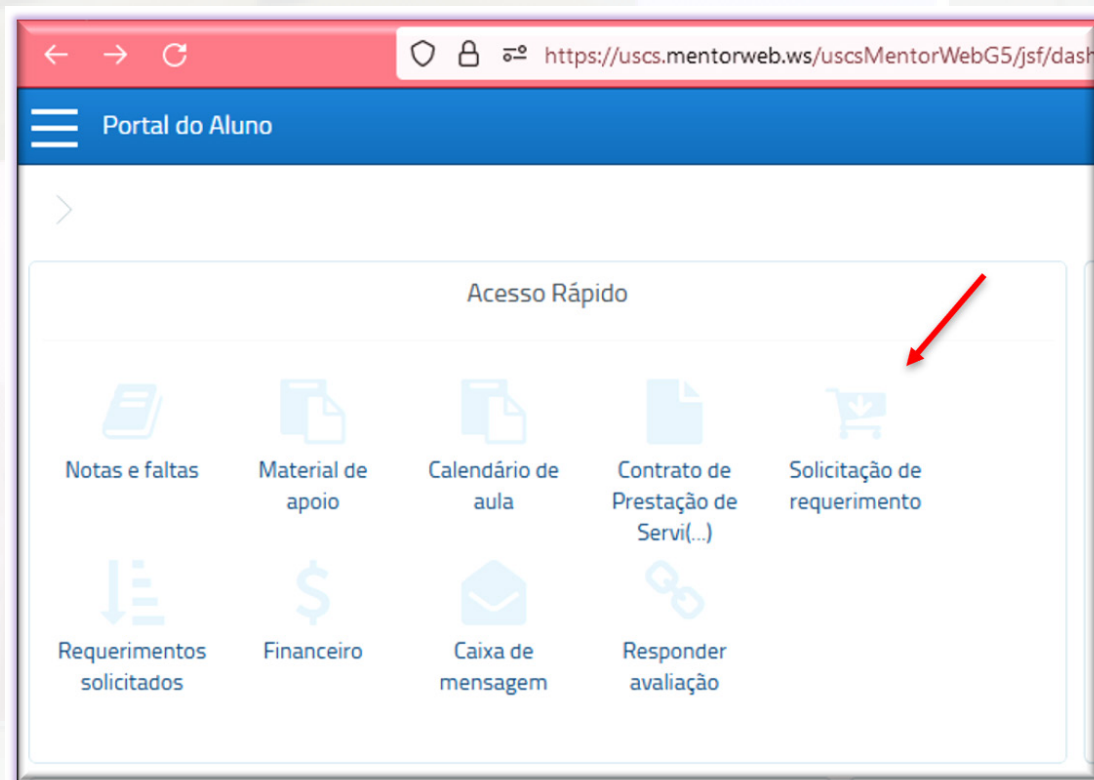 https://uscs.mentorweb.ws/uscsMentorWebG5/jsf/dash
Portal do Aluno
Acesso Rápido
Notas e faltas
Material de
apoio
Calendário de
aula
Contrato de
Prestação de
Servi(...)
Solicitação de
requerimento
Requerimentos
solicitados
Financeiro
Caixa de
mensagem
Responder
avaliação